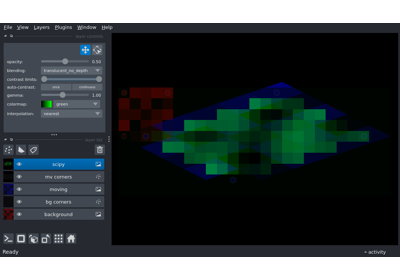 File View Layers Plugins Window Help
opacity: 0.50
blending: translucent_no_depth
contrast limits:
auto-contrast: once continuous
gamma: 1.00
colormap: green
interpolation: nearest
scipy
mv corners
moving
bg corners
background
Ready
activity